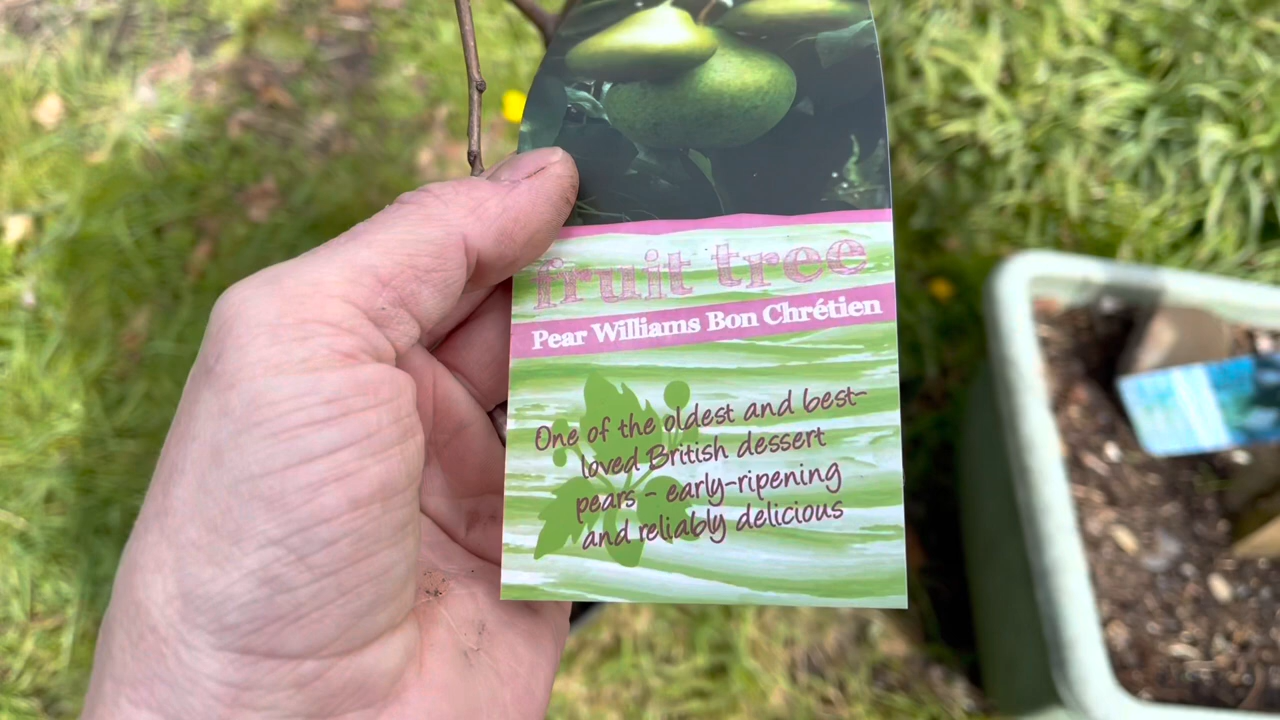 fruit tree
Pear Williams Bon Chrétien
One of the oldest and best-
loved British dessert
pears - early-ripening
and reliably delicious